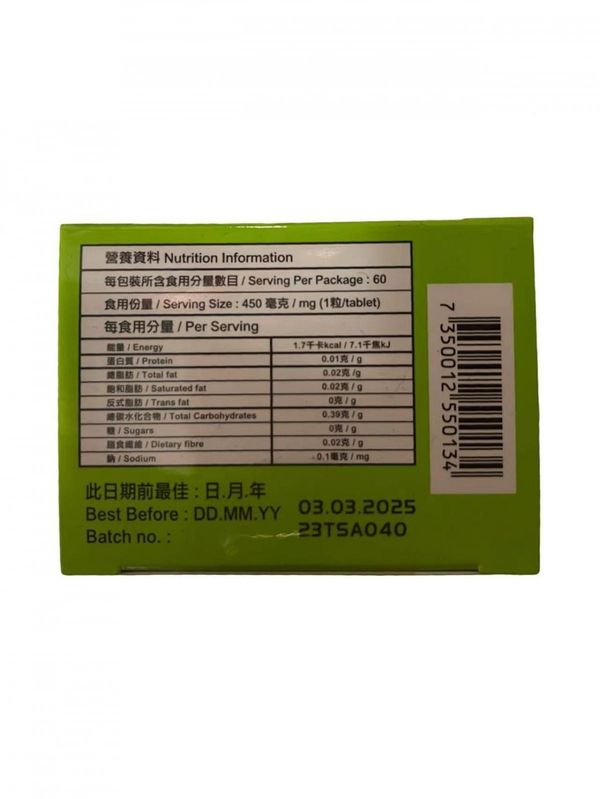 營養資料 Nutrition Information
每包裝所含食用分量數目 / Serving Per Package : 60
食用份量 / Serving Size : 450 毫克 / mg (1粒/tablet)
每食用分量 / Per Serving
能量 / Energy 1.7千卡kcal / 7.1千焦kJ
蛋白質 / Protein 0.01克 / g
總脂肪 / Total fat 0.02克 /g
飽和脂肪 / Saturated fat 0.02克 / g
反式脂肪 / Trans fat 0克 / g
總碳水化合物 / Total Carbohydrates 0.39克 / g
糖 / Sugars 0克 / g
膳食纖維 / Dietary fibre 0.02克 / g
鈉 / Sodium 0.1毫克 / mg
此日期前最佳 : 日.月.年
Best Before : DD.MM.YY 03.03.2025
Batch no. : 23T5A040
7 350012 550134